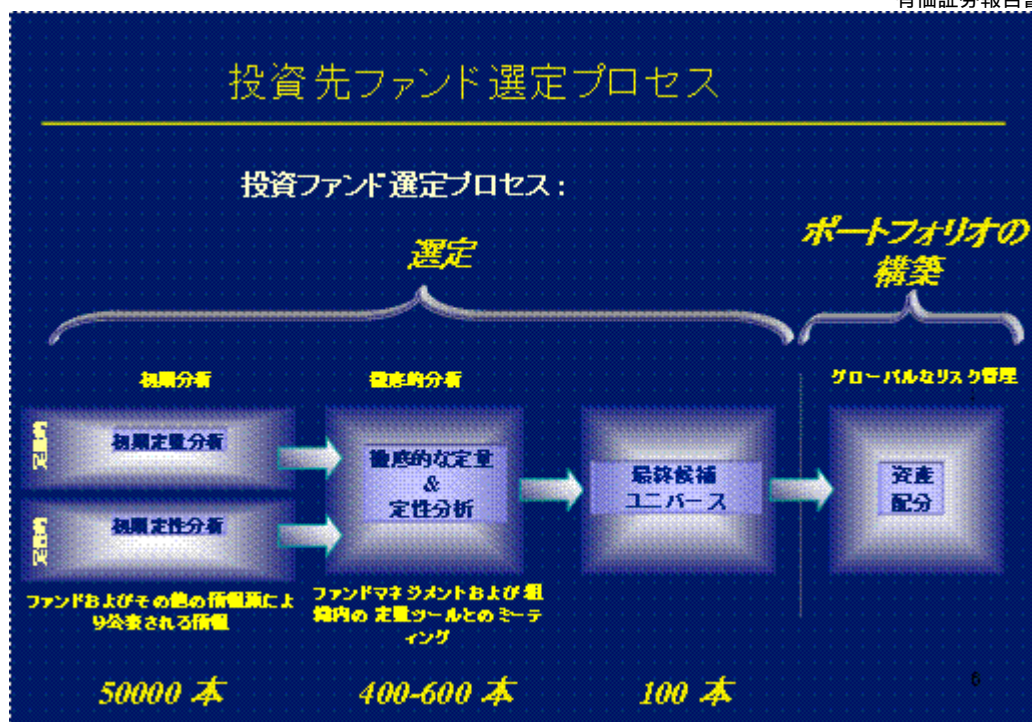 有価証券報告書
投資先ファンド選定プロセス
投資ファンド選定プロセス：
選定
ポートフォリオの
構築
初期分析
徹底的分析
グローバルなリスク管理
定量的
初期定量分析
徹底的な定量
&
定性分析
最終候補
ユニバース
資産
配分
定性的
初期定性分析
ファンドおよびその他の情報源によ
り公表される情報
ファンドマネジメントおよび組
織内の 定量ツールとのミーテ
ィング
50000 本
400-600 本
100 本
6